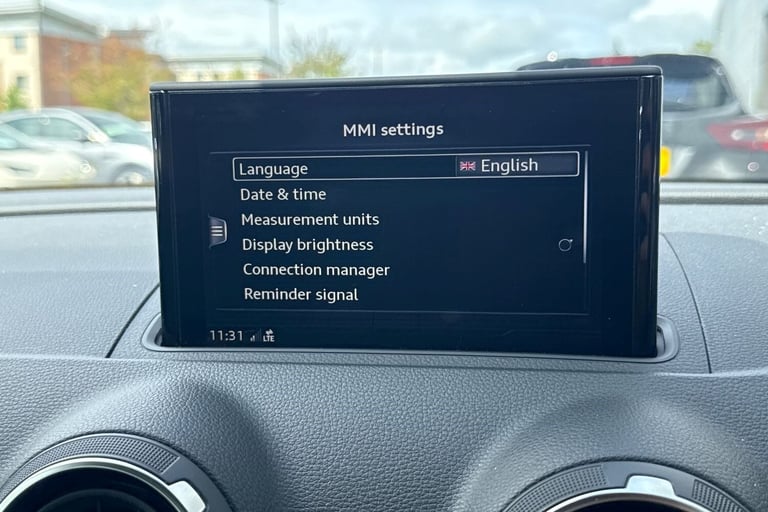 MMI settings
Language English
Date & time
Measurement units
Display brightness
Connection manager
Reminder signal
11:31 LTE